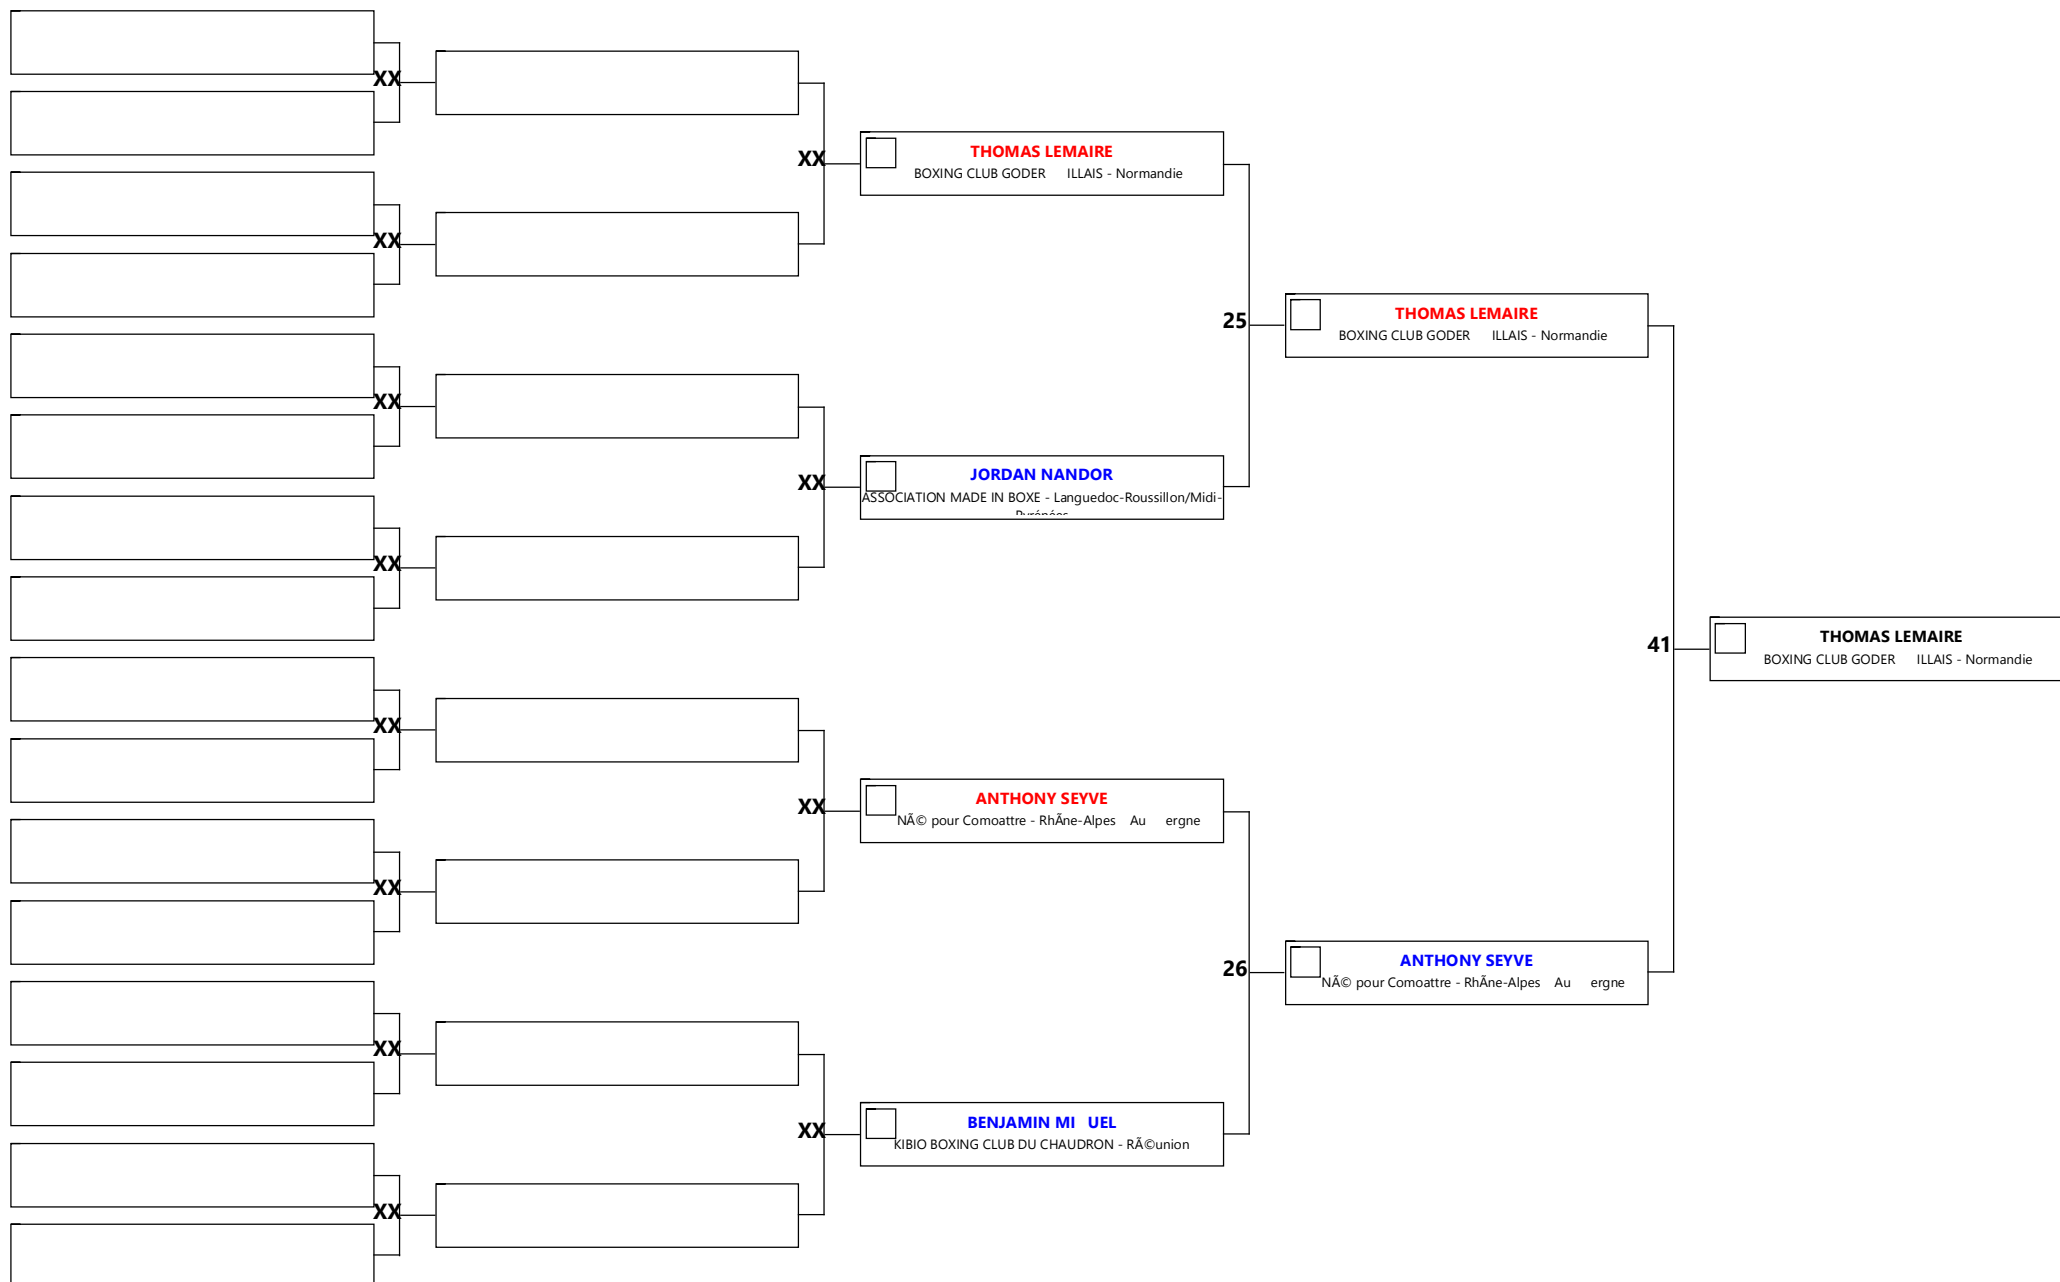 XX
XX
THOMAS LEMAIRE
BOXING CLUB GODER ILLAIS - Normandie
XX
25
THOMAS LEMAIRE
BOXING CLUB GODER ILLAIS - Normandie
XX
JORDAN NANDOR
XX
ASSOCIATION MADE IN BOXE - Languedoc-Roussillon/Midi-
Pyrénées
XX
THOMAS LEMAIRE
41
BOXING CLUB GODER ILLAIS - Normandie
XX
ANTHONY SEYVE
XX
NÃ© pour Comoattre - RhÃne-Alpes Au ergne
XX
ANTHONY SEYVE
26
NÃ© pour Comoattre - RhÃne-Alpes Au ergne
XX
BENJAMIN MI UEL
XX
KIBIO BOXING CLUB DU CHAUDRON - RÃ©union
XX